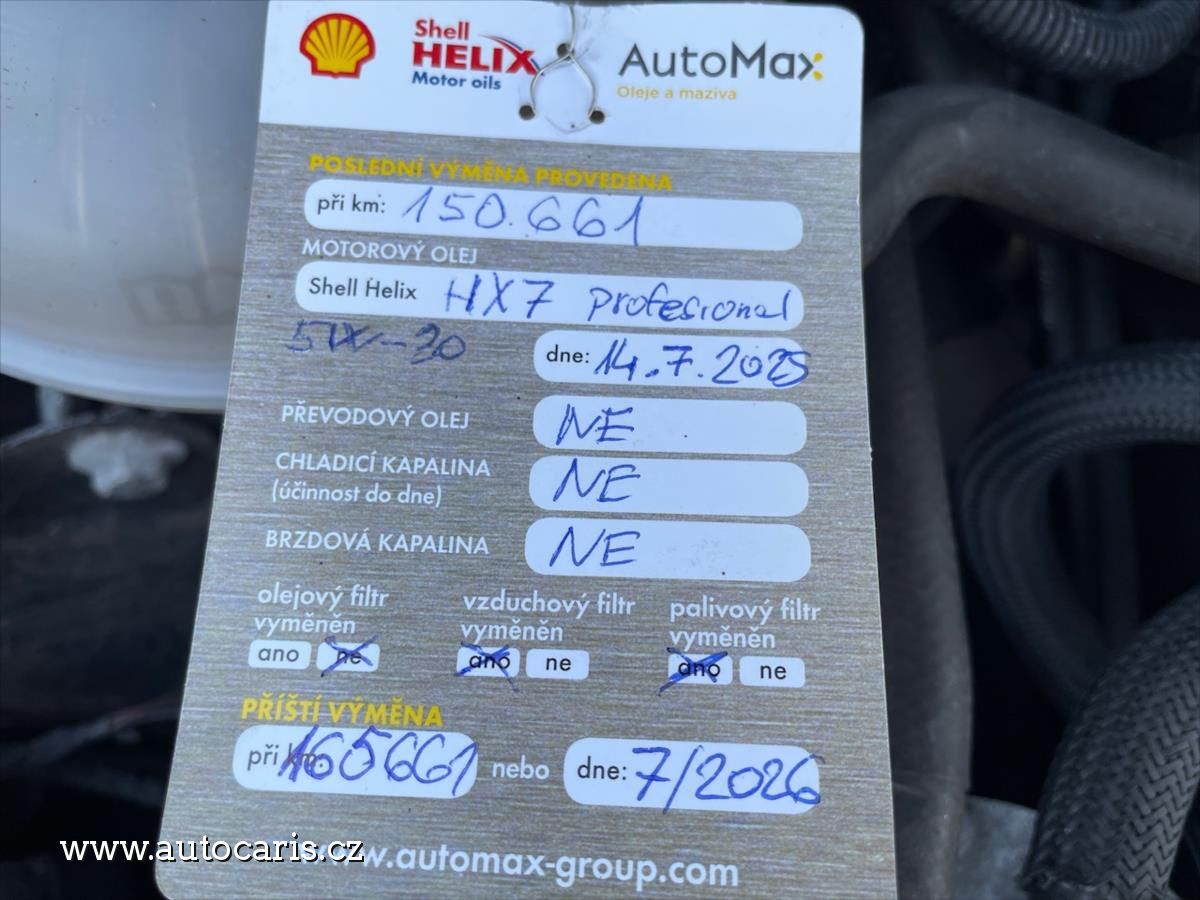 Shell
HELIX
Motor oils
AutoMax
Oleje a maziva
POSLEDNÍ VÝMĚNA PROVEDENA
při km: 150.661
MOTOROVÝ OLEJ
Shell Helix HX7 profesional
5W-30
dne: 14.7.2025
PŘEVODOVÝ OLEJ NE
CHLADICÍ KAPALINA NE
(účinnost do dne)
BRZDOVÁ KAPALINA NE
olejový filtr vzduchový filtr palivový filtr
vyměněn vyměněn vyměněn
ano ne ano ne ano ne
PŘÍŠTÍ VÝMĚNA
při km: 165661 nebo dne: 7/2026
www.automax-group.com
www.autocaris.cz